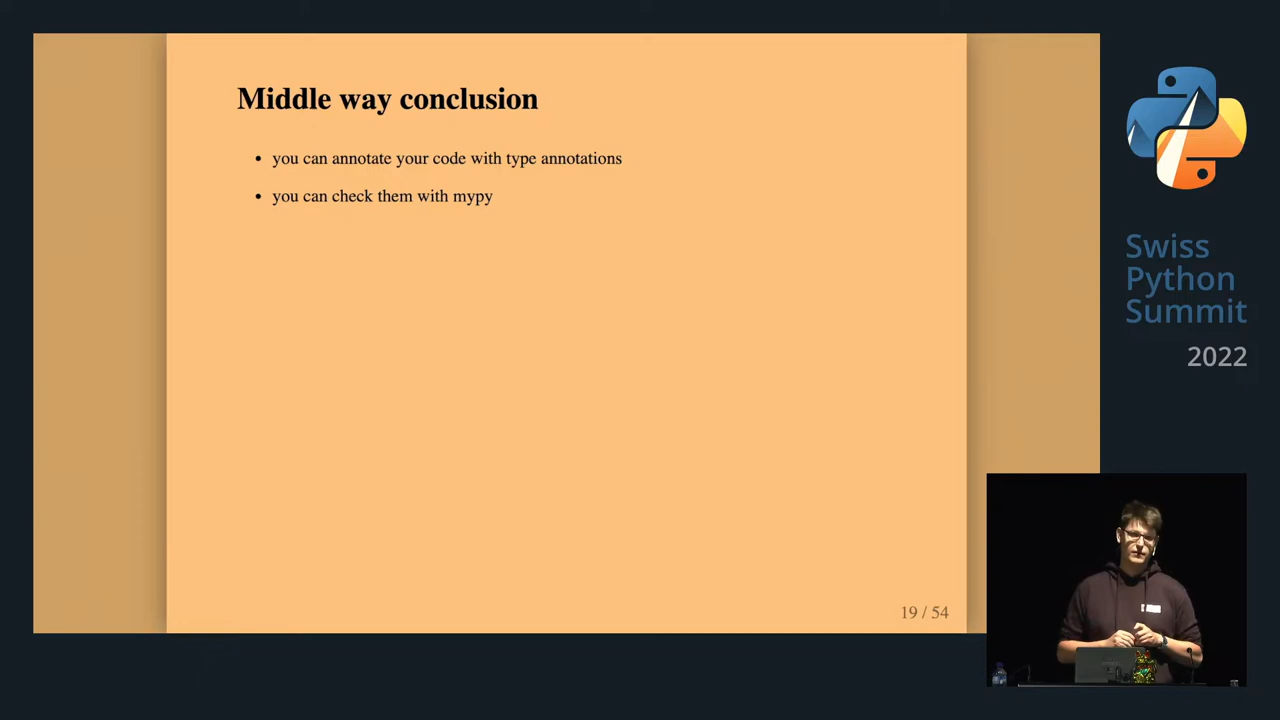 Middle way conclusion
• you can annotate your code with type annotations
• you can check them with mypy
19 / 54
Swiss
Python
Summit
2022